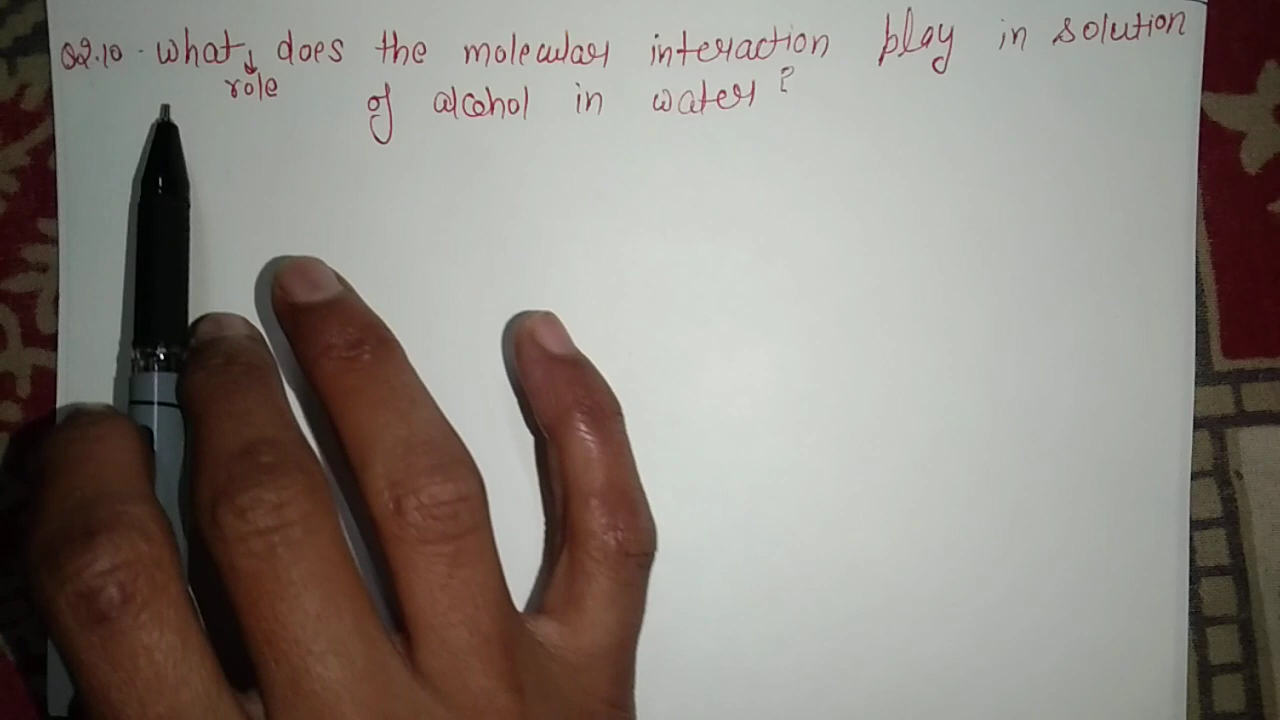 Q2.10 - what does the molecular interaction play in solution
role
of alcohol in water?